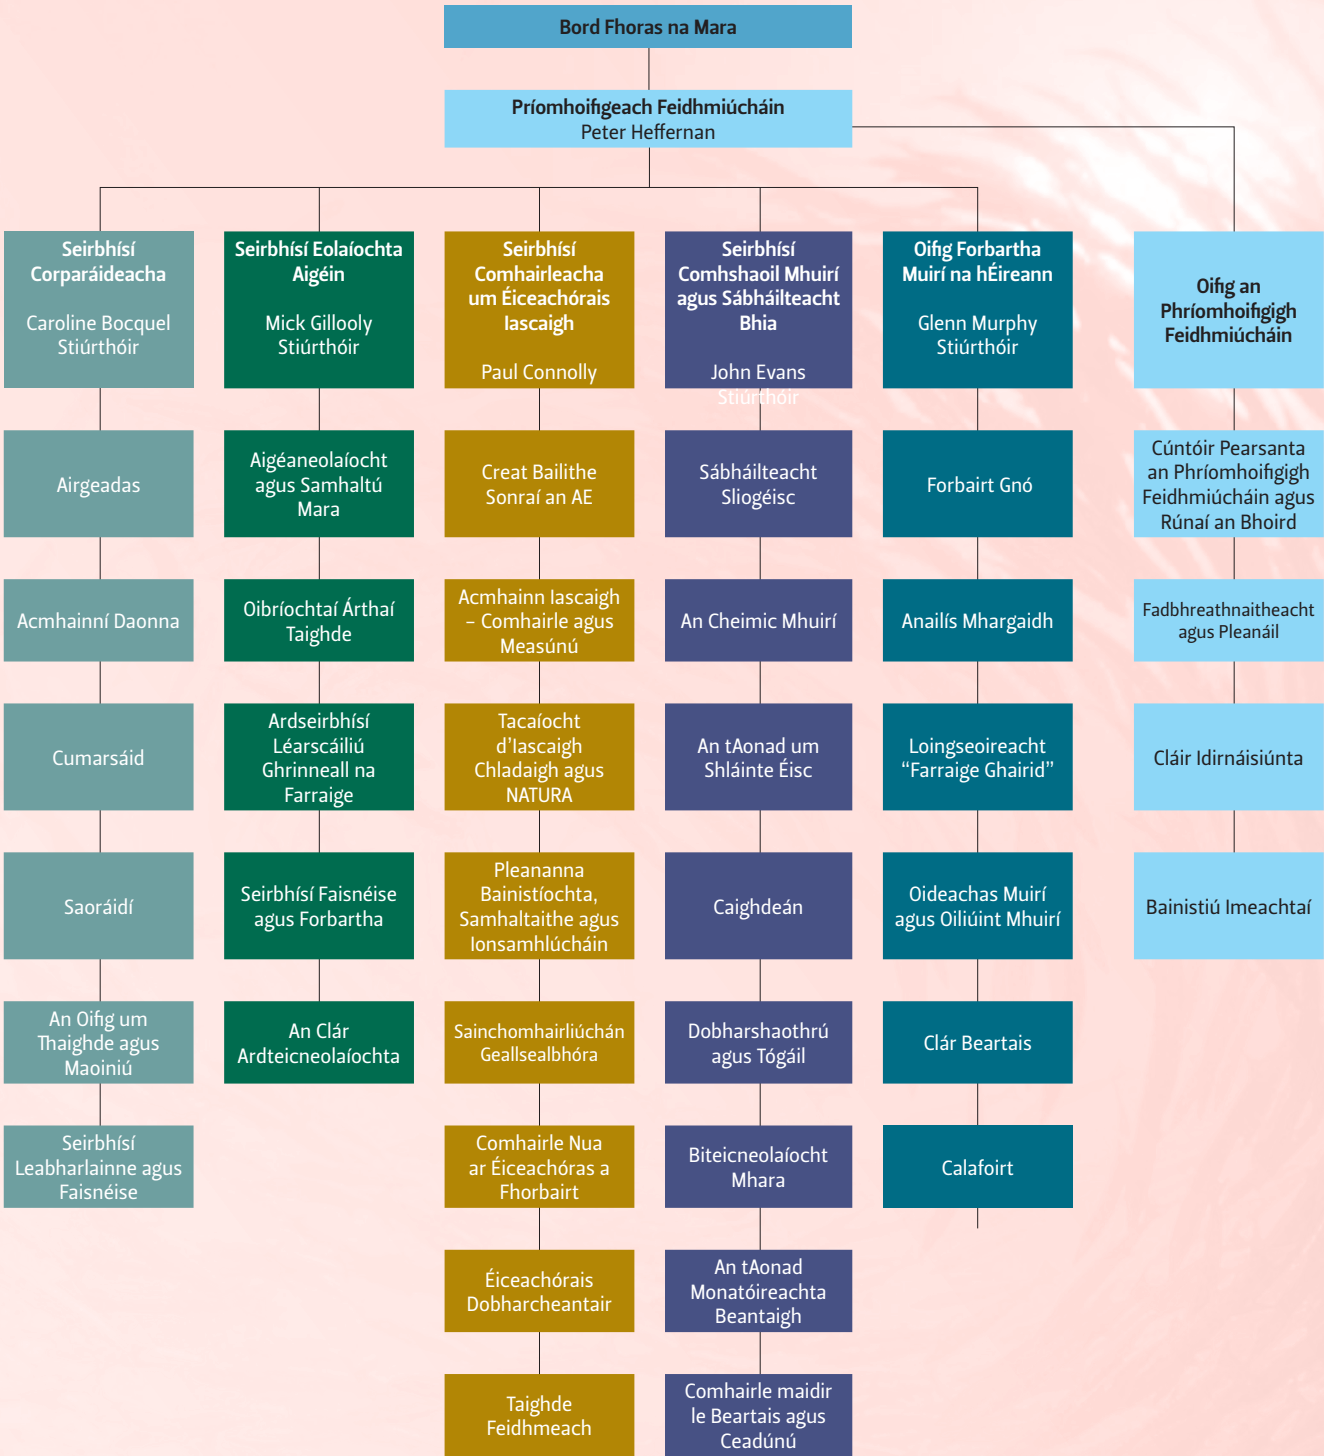 Bord Fhoras na Mara
Príomhoifigeach Feidhmiúcháin
Peter Heffernan
Seirbhísí
Corparáideacha
Caroline Bocquel
Stiúrthóir
Airgeadas
Acmhainní Daonna
Cumarsáid
Saoráidí
An Oifig um
Thaighde agus
Maoiniú
Seirbhísí
Leabharlainne agus
Faisnéise
Seirbhísí Eolaíochta
Aigéin
Mick Gillooly
Stiúrthóir
Aigéaneolaíocht
agus Samhaltú
Mara
Oibríochtaí Árthaí
Taighde
Ardseirbhísí
Léarscáiliú
Ghrinneall na
Farraige
Seirbhísí Faisnéise
agus Forbartha
An Clár
Ardteicneolaíochta
Seirbhísí
Comhairleacha
um Éiceachórais
Iascaigh
Paul Connolly
Creat Bailithe
Sonraí an AE
Acmhainn Iascaigh
– Comhairle agus
Measúnú
Tacaíocht
d’Iascaigh
Chladaigh agus
NATURA
Pleananna
Bainistíochta,
Samhaltaithe agus
Ionsamhlúcháin
Sainchomhairliúchán
Geallsealbhóra
Comhairle Nua
ar Éiceachóras a
Fhorbairt
Éiceachórais
Dobharcheantair
Taighde
Feidhmeach
Seirbhísí
Comhshaoil Mhuirí
agus Sábháilteacht
Bhia
John Evans
Stiúrthóir
Sábháilteacht
Sliogéisc
An Cheimic Mhuirí
An tAonad um
Shláinte Éisc
Caighdeán
Dobharshaothrú
agus Tógáil
Biteicneolaíocht
Mhara
An tAonad
Monatóireachta
Beantaigh
Comhairle maidir
le Beartais agus
Ceadúnú
Oifig Forbartha
Muirí na hÉireann
Glenn Murphy
Stiúrthóir
Forbairt Gnó
Anailís Mhargaidh
Loingseoireacht
“Farraige Ghairid”
Oideachas Muirí
agus Oiliúint Mhuirí
Clár Beartais
Calafoirt
Oifig an
Phríomhoifigigh
Feidhmiúcháin
Cúntóir Pearsanta
an Phríomhoifigigh
Feidhmiúcháin agus
Rúnaí an Bhoird
Fadbhreathnaitheacht
agus Pleanáil
Cláir Idirnáisiúnta
Bainistiú Imeachtaí